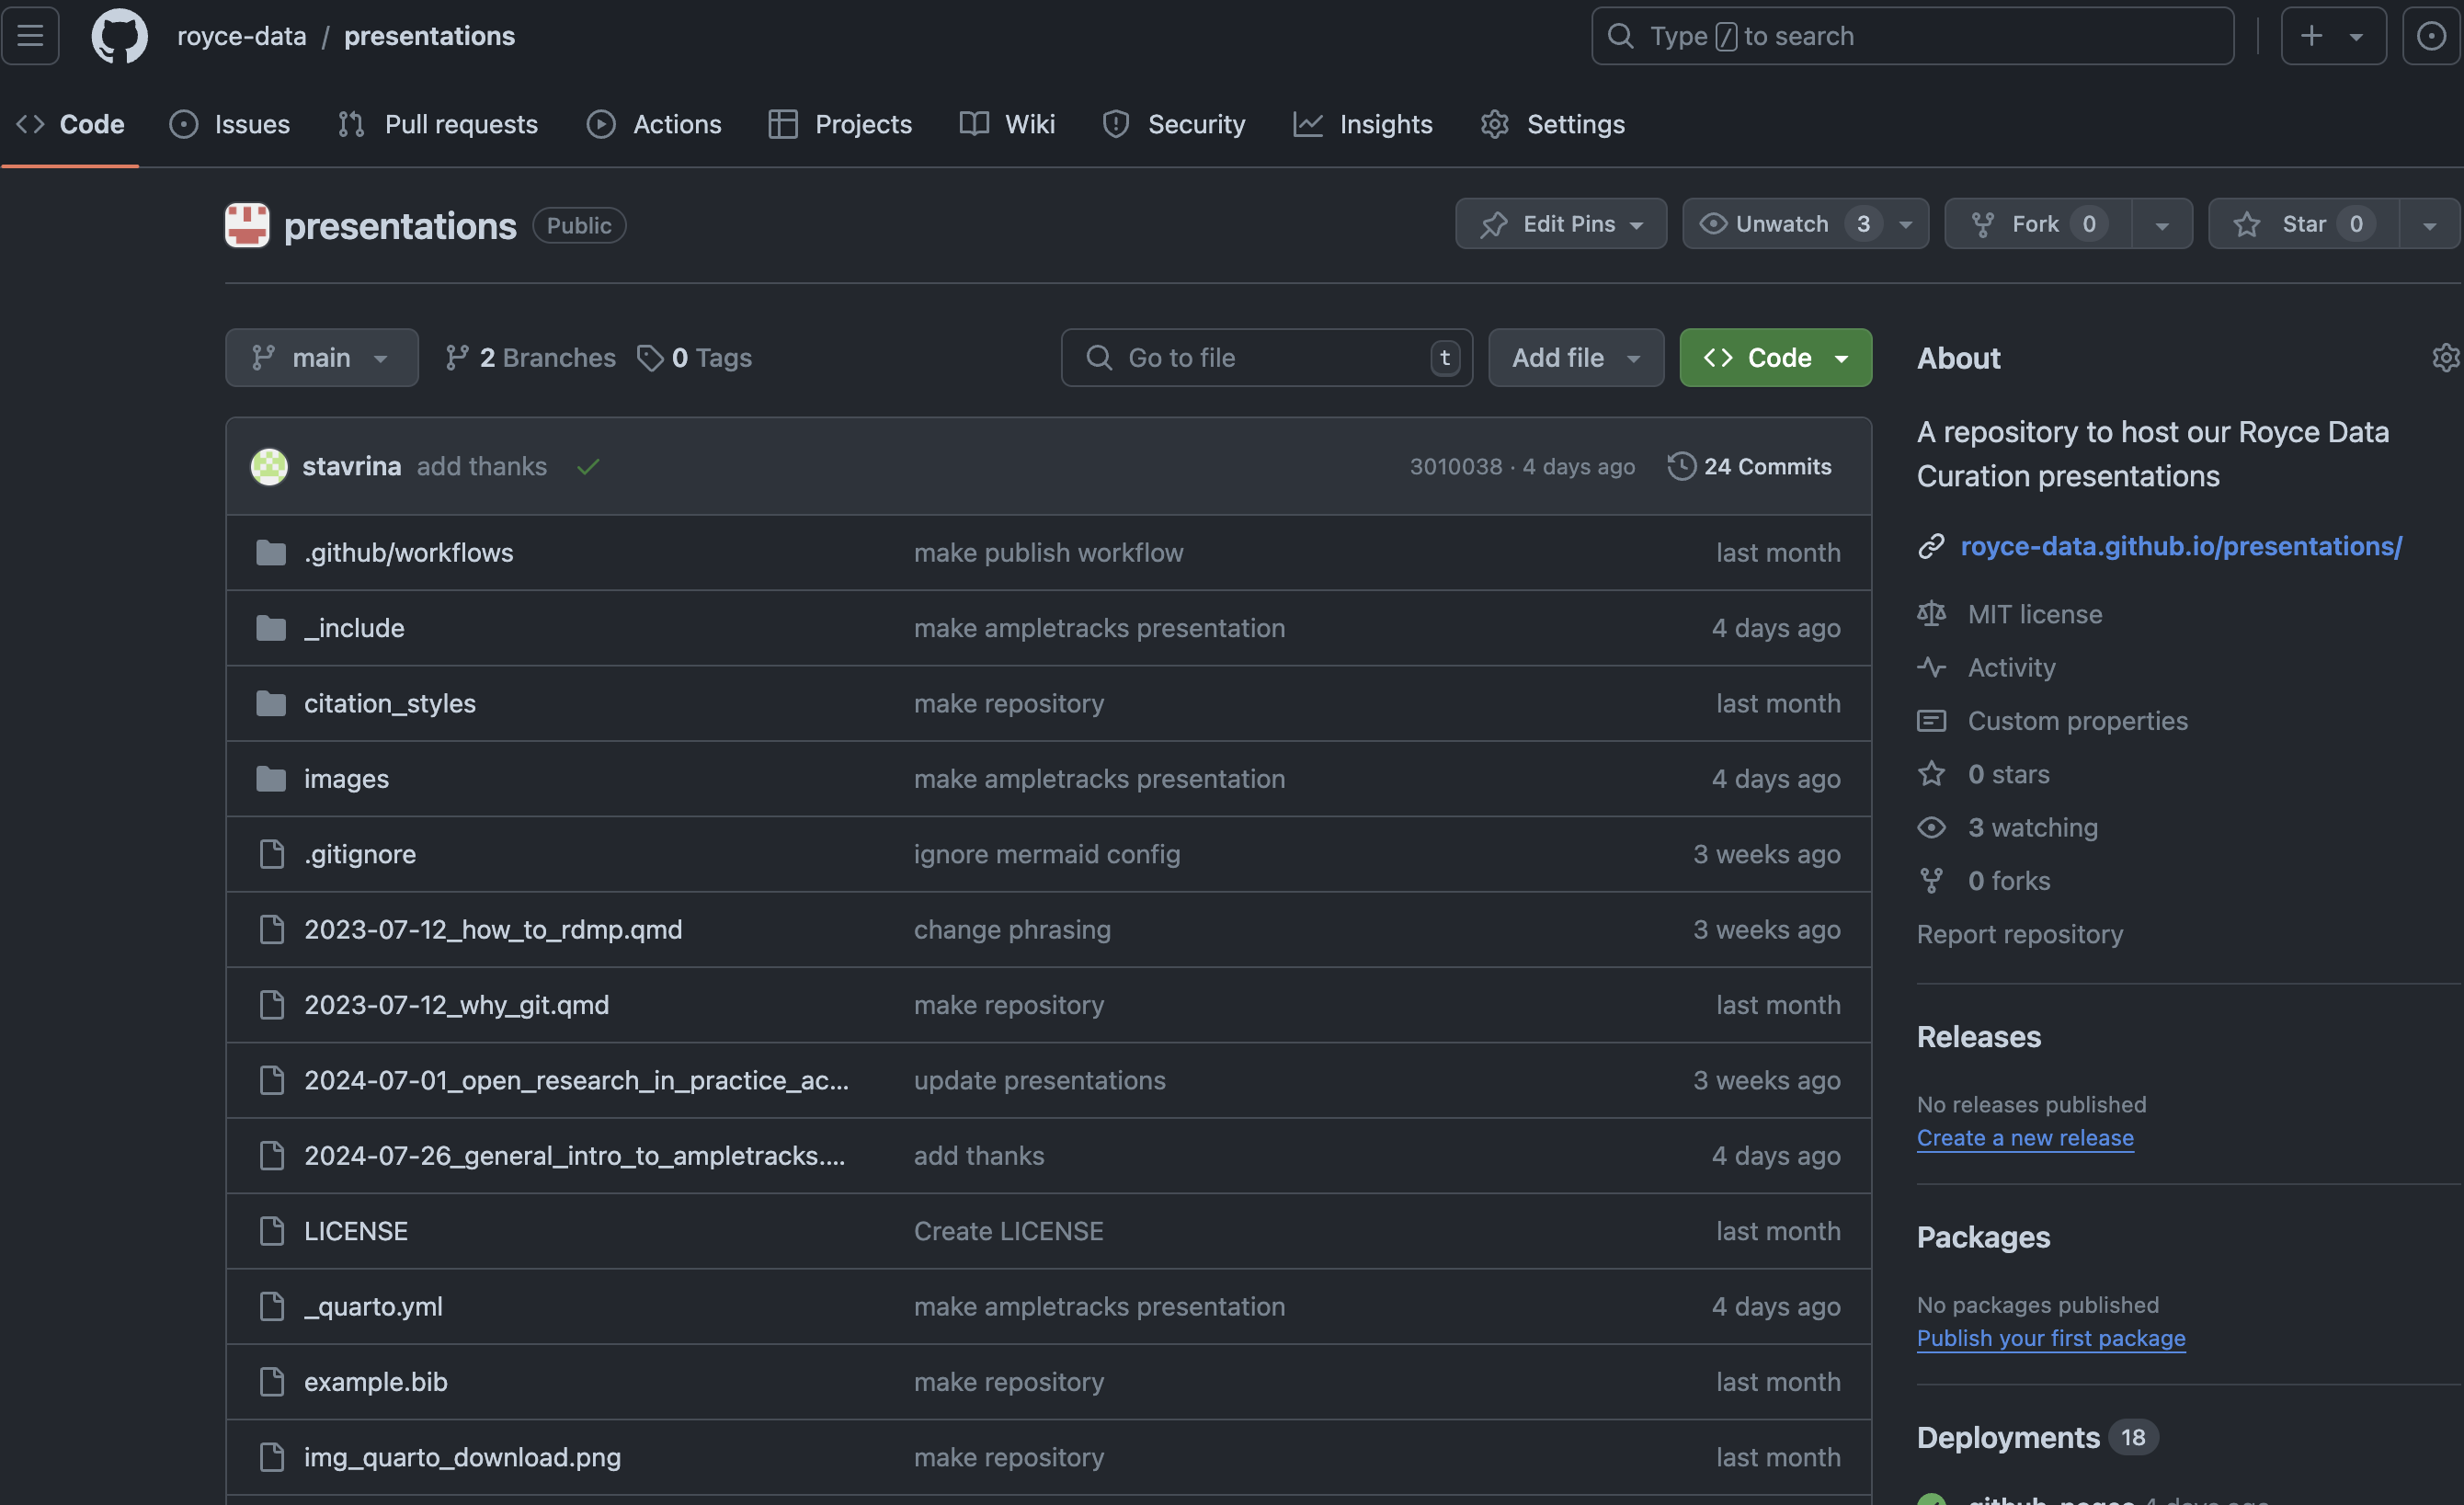 royce-data / presentations
Type / to search
Code Issues Pull requests Actions Projects Wiki Security Insights Settings
presentations Public
Edit Pins Unwatch 3 Fork 0 Star 0
main 2 Branches 0 Tags
Go to file t Add file Code
stavrina add thanks 3010038 · 4 days ago 24 Commits
.github/workflows make publish workflow last month
_include make ampletracks presentation 4 days ago
citation_styles make repository last month
images make ampletracks presentation 4 days ago
.gitignore ignore mermaid config 3 weeks ago
2023-07-12_how_to_rdmp.qmd change phrasing 3 weeks ago
2023-07-12_why_git.qmd make repository last month
2024-07-01_open_research_in_practice_ac... update presentations 3 weeks ago
2024-07-26_general_intro_to_ampletracks.... add thanks 4 days ago
LICENSE Create LICENSE last month
_quarto.yml make ampletracks presentation 4 days ago
example.bib make repository last month
img_quarto_download.png make repository last month
About
A repository to host our Royce Data
Curation presentations
royce-data.github.io/presentations/
MIT license
Activity
Custom properties
0 stars
3 watching
0 forks
Report repository
Releases
No releases published
Create a new release
Packages
No packages published
Publish your first package
Deployments 18
github-pages 4 days ago